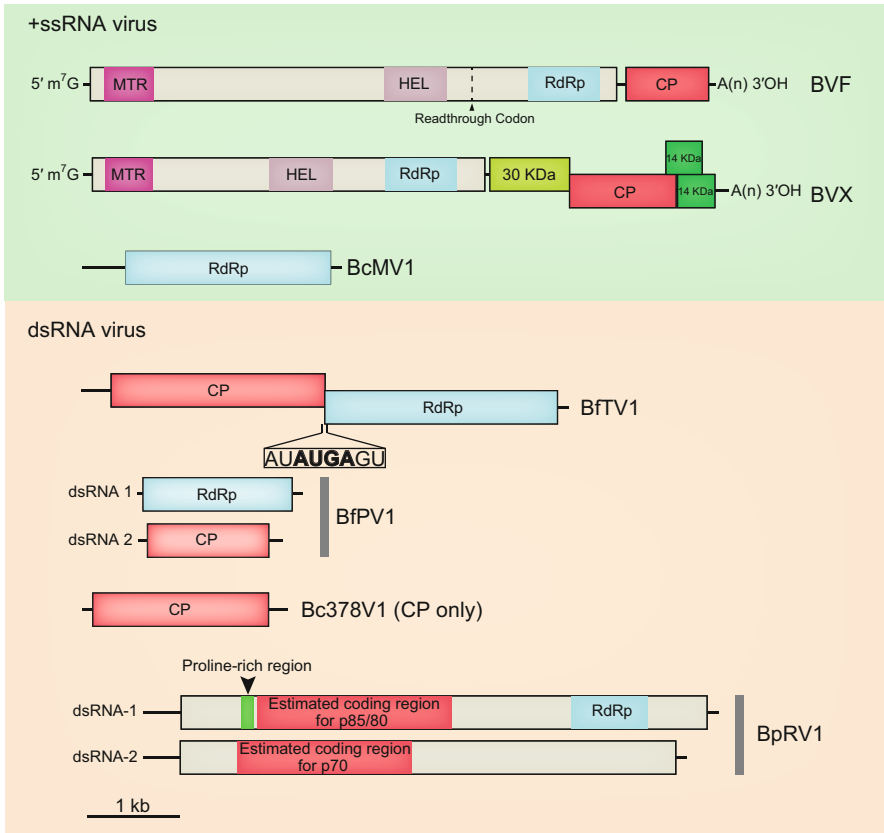 +ssRNA virus
5′ m⁷G MTR HEL RdRp CP A(n) 3′OH BVF
Readthrough Codon
14 KDa
5′ m⁷G MTR HEL RdRp 30 KDa CP 14 KDa A(n) 3′OH BVX
RdRp BcMV1
dsRNA virus
CP
RdRp BfTV1
AUAUGAGU
dsRNA 1 RdRp
BfPV1
dsRNA 2 CP
CP Bc378V1 (CP only)
Proline-rich region
dsRNA-1 Estimated coding region
for p85/80
RdRp
BpRV1
dsRNA-2 Estimated coding region
for p70
1 kb